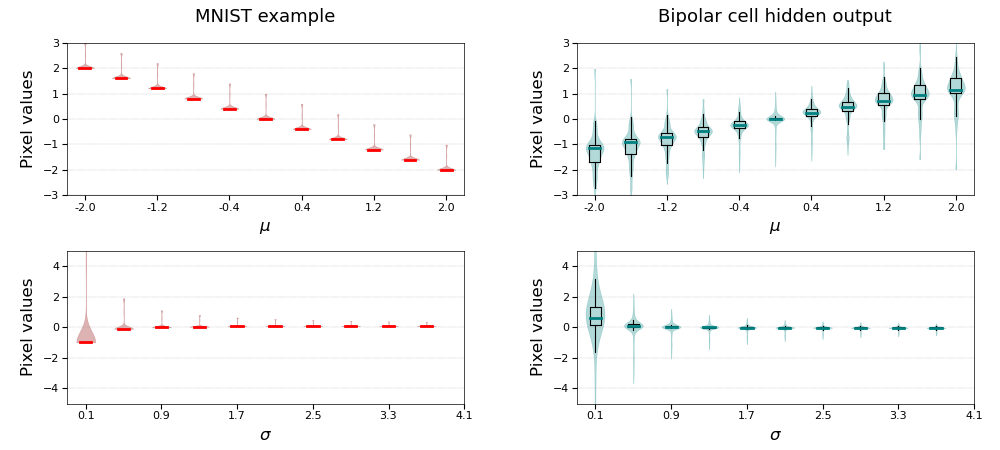 MNIST example
Bipolar cell hidden output
Pixel values
3
2
1
0
−1
−2
−3
-2.0 -1.2 -0.4 0.4 1.2 2.0
μ
Pixel values
3
2
1
0
−1
−2
−3
-2.0 -1.2 -0.4 0.4 1.2 2.0
μ
Pixel values
4
2
0
−2
−4
0.1 0.9 1.7 2.5 3.3 4.1
σ
Pixel values
4
2
0
−2
−4
0.1 0.9 1.7 2.5 3.3 4.1
σ